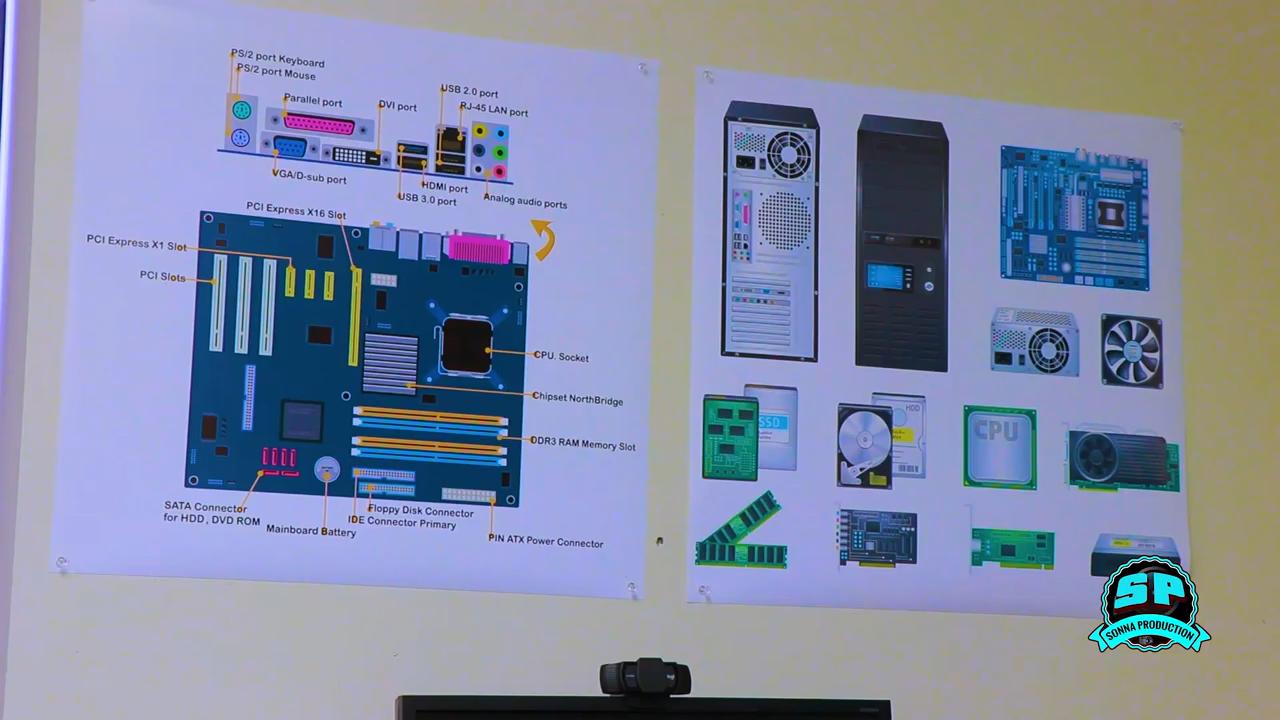 PS/2 port Keyboard
PS/2 port Mouse
Parallel port
DVI port
USB 2.0 port
RJ-45 LAN port
VGA/D-sub port
HDMI port
USB 3.0 port
Analog audio ports
PCI Express X16 Slot
PCI Express X1 Slot
PCI Slots
CPU. Socket
Chipset NorthBridge
DDR3 RAM Memory Slot
SATA Connector
for HDD, DVD ROM
Mainboard Battery
Floppy Disk Connector
IDE Connector Primary
PIN ATX Power Connector
SSD
HDD
CPU
SP
SONNA PRODUCTION